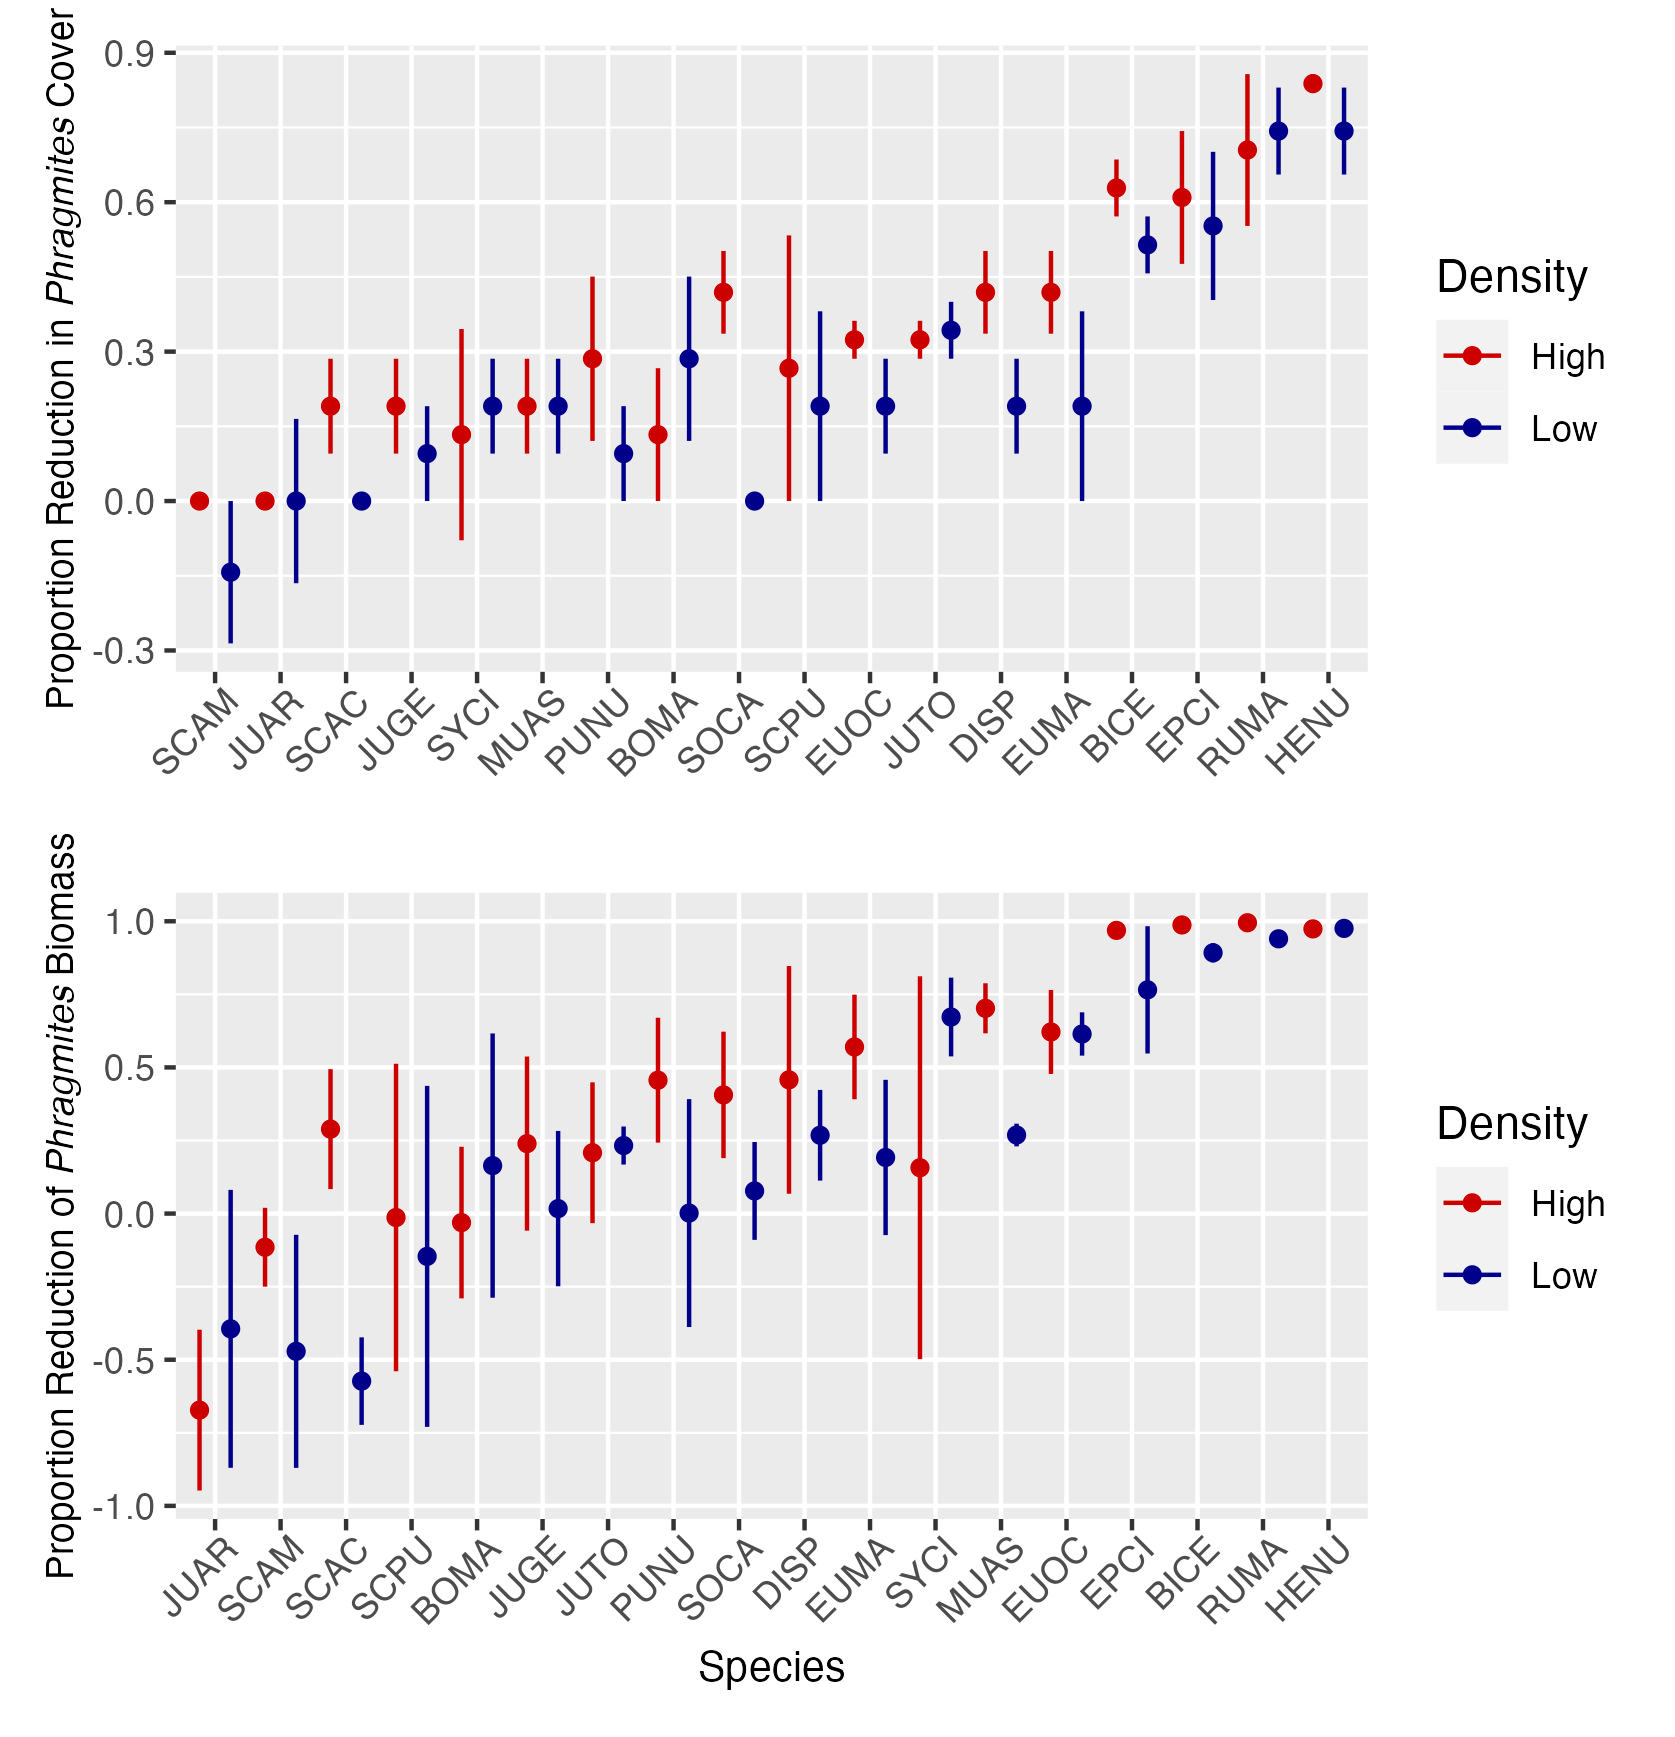 Proportion Reduction in Phragmites Cover
0.9
0.6
0.3
0.0
-0.3
SCAM JUAR SCAC JUGE SYCI MUAS PUNU BOMA SOCA SCPU EUOC JUTO DISP EUMA BICE EPCI RUMA HENU
Density
High
Low
Proportion Reduction of Phragmites Biomass
1.0
0.5
0.0
-0.5
-1.0
JUAR SCAM SCAC SCPU BOMA JUGE JUTO PUNU SOCA DISP EUMA SYCI MUAS EUOC EPCI BICE RUMA HENU
Species
Density
High
Low